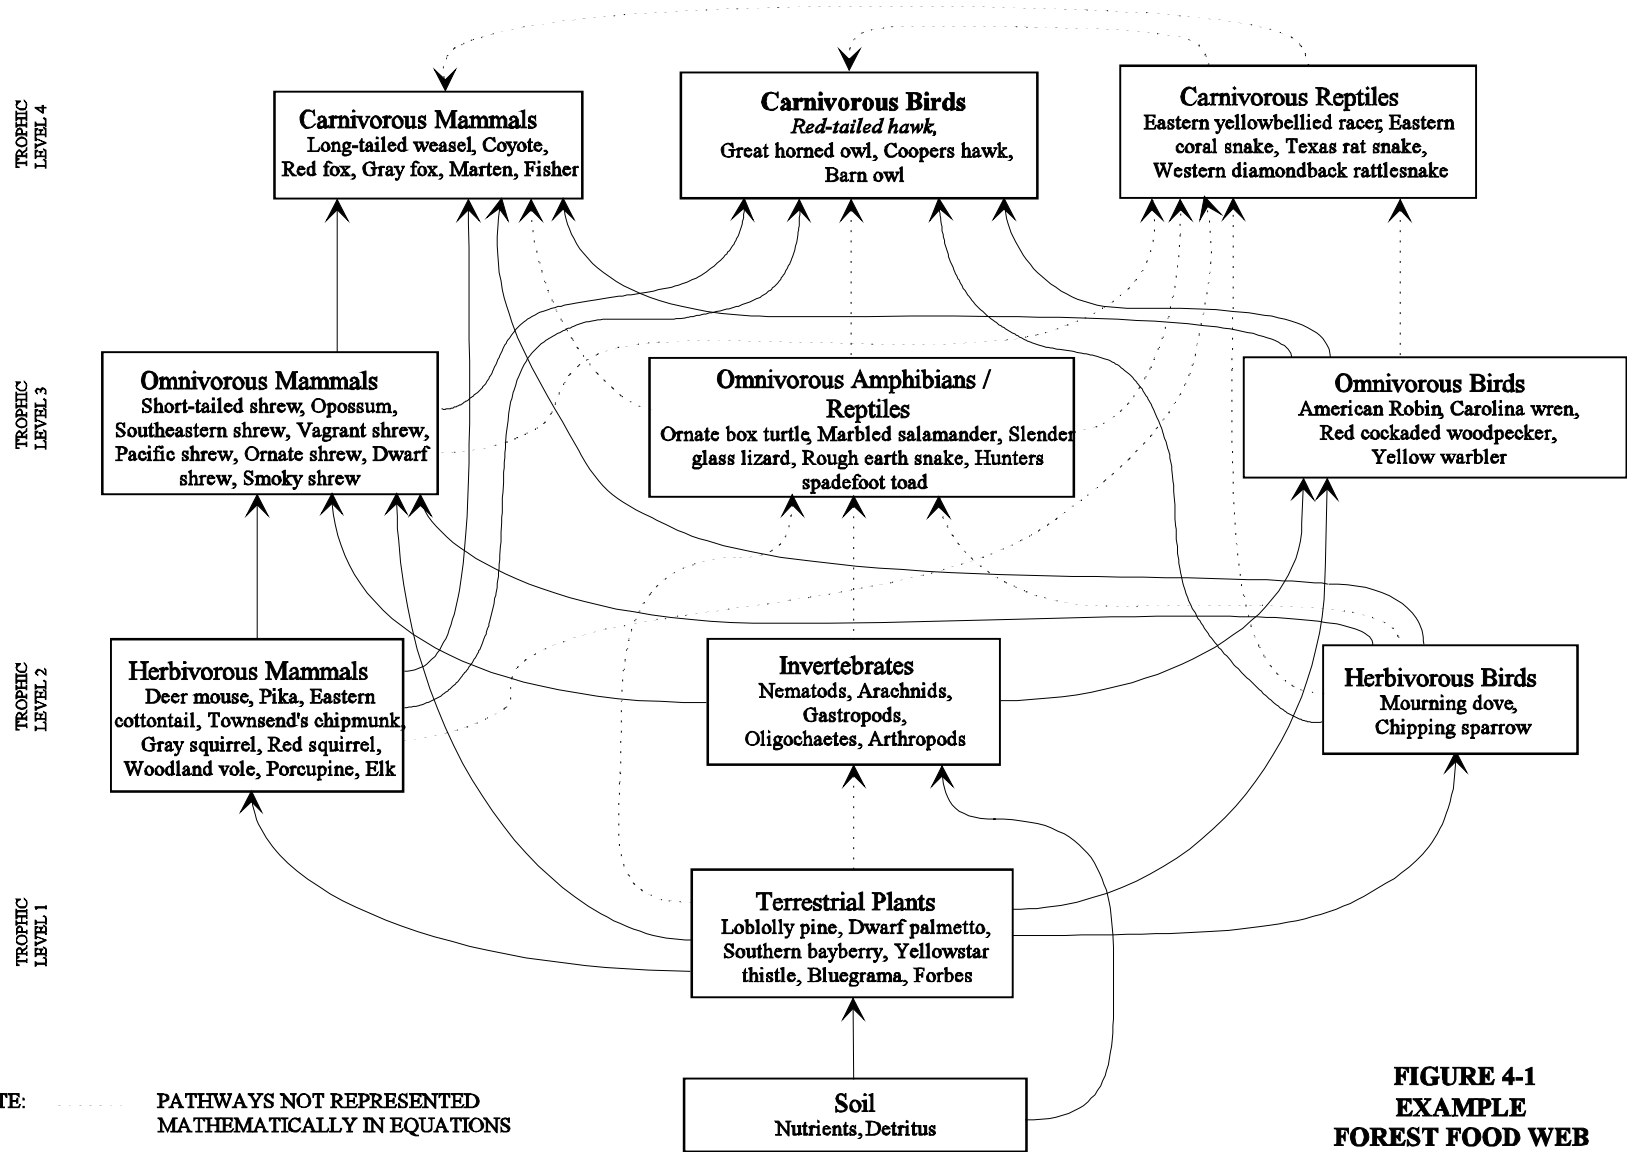 TROPHIC
LEVEL 4
Carnivorous Mammals
Long-tailed weasel, Coyote,
Red fox, Gray fox, Marten, Fisher
Carnivorous Birds
Red-tailed hawk,
Great horned owl, Coopers hawk,
Barn owl
Carnivorous Reptiles
Eastern yellowbellied racer, Eastern
coral snake, Texas rat snake,
Western diamondback rattlesnake
TROPHIC
LEVEL 3
Omnivorous Mammals
Short-tailed shrew, Opossum,
Southeastern shrew, Vagrant shrew,
Pacific shrew, Ornate shrew, Dwarf
shrew, Smoky shrew
Omnivorous Amphibians /
Reptiles
Ornate box turtle, Marbled salamander, Slender
glass lizard, Rough earth snake, Hunters
spadefoot toad
Omnivorous Birds
American Robin, Carolina wren,
Red cockaded woodpecker,
Yellow warbler
TROPHIC
LEVEL 2
Herbivorous Mammals
Deer mouse, Pika, Eastern
cottontail, Townsend's chipmunk,
Gray squirrel, Red squirrel,
Woodland vole, Porcupine, Elk
Invertebrates
Nematods, Arachnids,
Gastropods,
Oligochaetes, Arthropods
Herbivorous Birds
Mourning dove,
Chipping sparrow
TROPHIC
LEVEL 1
Terrestrial Plants
Loblolly pine, Dwarf palmetto,
Southern bayberry, Yellowstar
thistle, Bluegrama, Forbes
Soil
Nutrients, Detritus
TE:
PATHWAYS NOT REPRESENTED
MATHEMATICALLY IN EQUATIONS
FIGURE 4-1
EXAMPLE
FOREST FOOD WEB